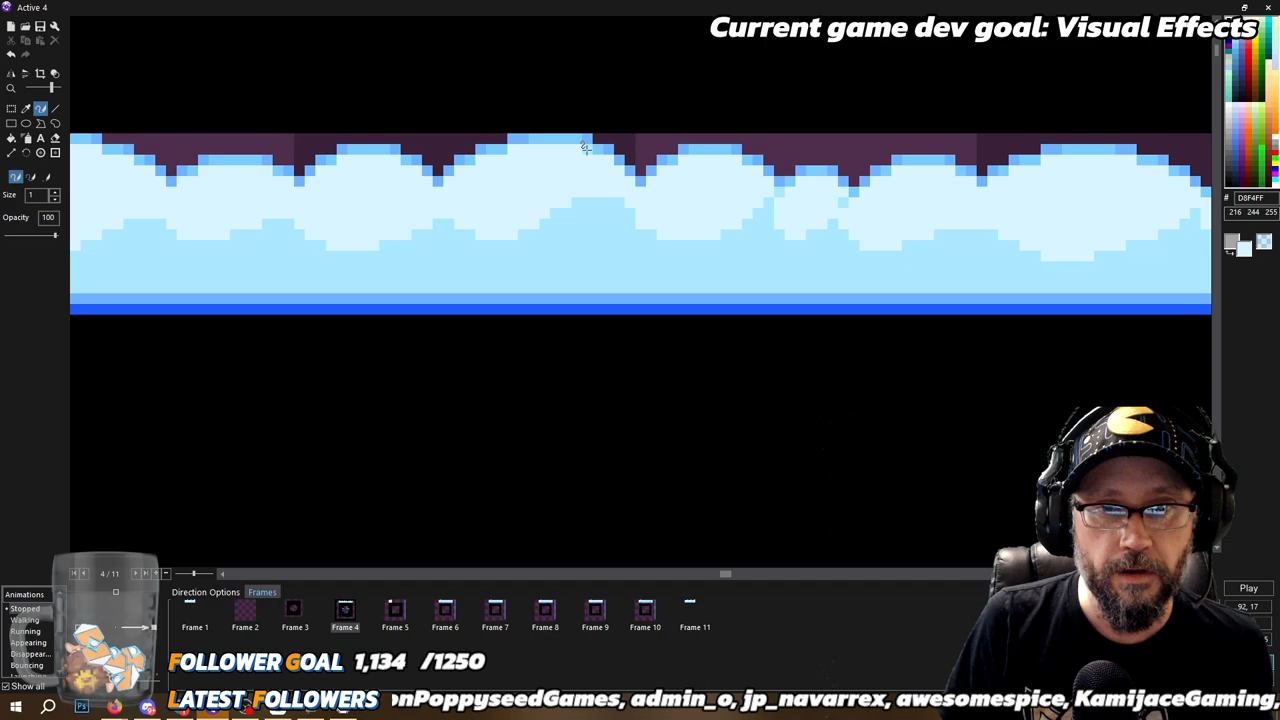 Active 4
Current game dev goal: Visual Effects
Size 1
Opacity 100
# D8F4FF
216 244 255
4 / 11
Direction Options Frames
Animations
Stopped
Walking
Running
Appearing
Disappear...
Bouncing
Show all
Frame 1 Frame 2 Frame 3 Frame 4 Frame 5 Frame 6 Frame 7 Frame 8 Frame 9 Frame 10 Frame 11
Play
92, 17
FOLLOWER GOAL 1,134 /1250
LATEST FOLLOWERS onPoppyseedGames, admin_o, jp_navarrex, awesomespice, KamijaceGaming,